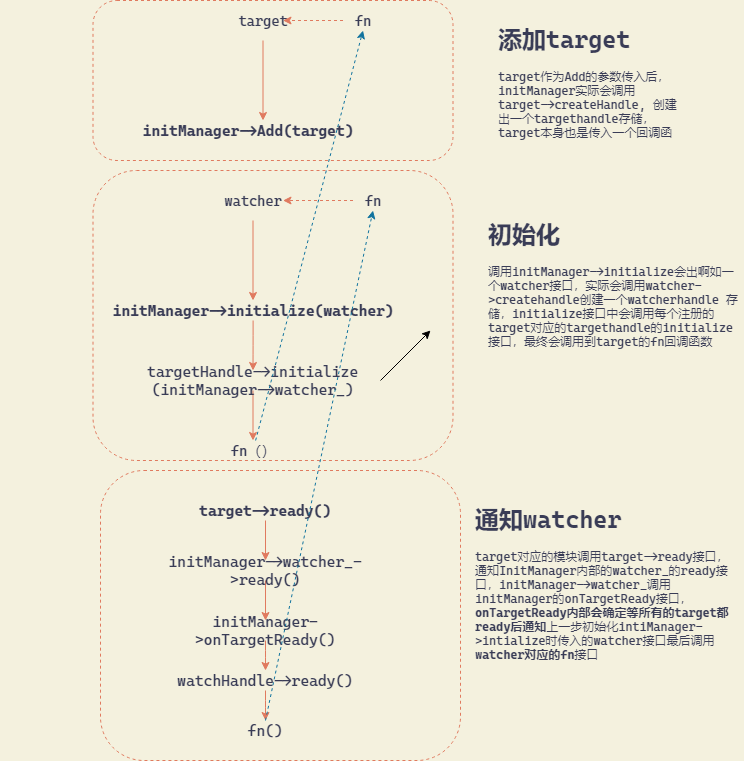 target
fn
initManager->Add(target)
添加target
target作为Add的参数传入后，
initManager实际会调用
target->createHandle, 创建
出一个targethandle存储，
target本身也是传入一个回调函
watcher
fn
initManager->initialize(watcher)
targetHandle->initialize
(initManager->watcher_)
fn ()
初始化
调用initManager->initialize会出啊如一
个watcher接口，实际会调用watcher-
>createhandle创建一个watcherhandle 存
储，initialize接口中会调用每个注册的
target对应的targethandle的initialize
接口，最终会调用到target的fn回调函数
target->ready()
initManager->watcher_-
>ready()
initManager-
>onTargetReady()
watchHandle->ready()
fn()
通知watcher
target对应的模块调用target->ready接口，
通知InitManager内部的watcher_的ready接
口，initManager->watcher_调用
initManager的onTargetReady接口，
onTargetReady内部会确定等所有的target都
ready后通知上一步初始化intiManager-
>intialize时传入的watcher接口最后调用
watcher对应的fn接口